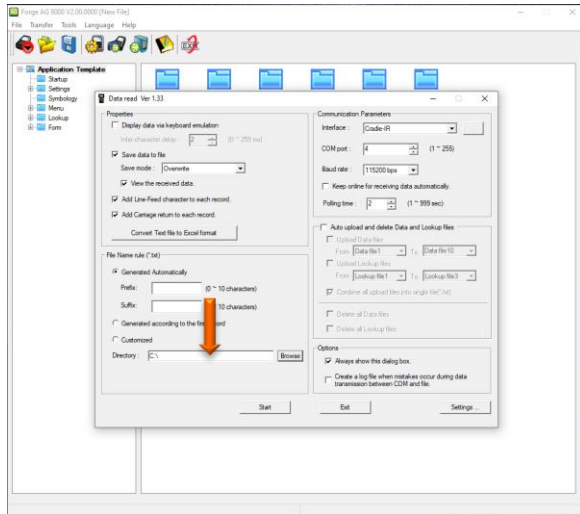 Forge AG 8000 V2.00.0000 [New File]
File Transfer Tools Language Help
Application Template
Startup
Settings
Symbology
Menu
Lookup
Form
Data read Ver 1.33
Properties
Display data via keyboard emulation
Inter-character delay : 2 (0 ~ 255 ms)
Save data to file
Save mode : Overwrite
View the received data.
Add Line-Feed character to each record.
Add Carriage return to each record.
Convert Text file to Excel format
File Name rule (*.txt)
Generated Automatically
Prefix: (0 ~ 10 characters)
Suffix: 10 characters)
Generated according to the first record
Customized
Directory : C:\ Browse
Communication Parameters
Interface : Cradle-IR
COM port : 4 (1 ~ 255)
Baud rate : 115200 bps
Keep online for receiving data automatically.
Polling time : 2 (1 ~ 999 sec)
Auto upload and delete Data and Lookup files
Upload Data files
From Data file1 To Data file10
Upload Lookup files
From Lookup file1 To Lookup file3
Combine all upload files into single file(*.txt)
Delete all Data files
Delete all Lookup files
Options
Always show this dialog box.
Create a log file when mistakes occur during data
transmission between COM and file.
Start Exit Settings ...